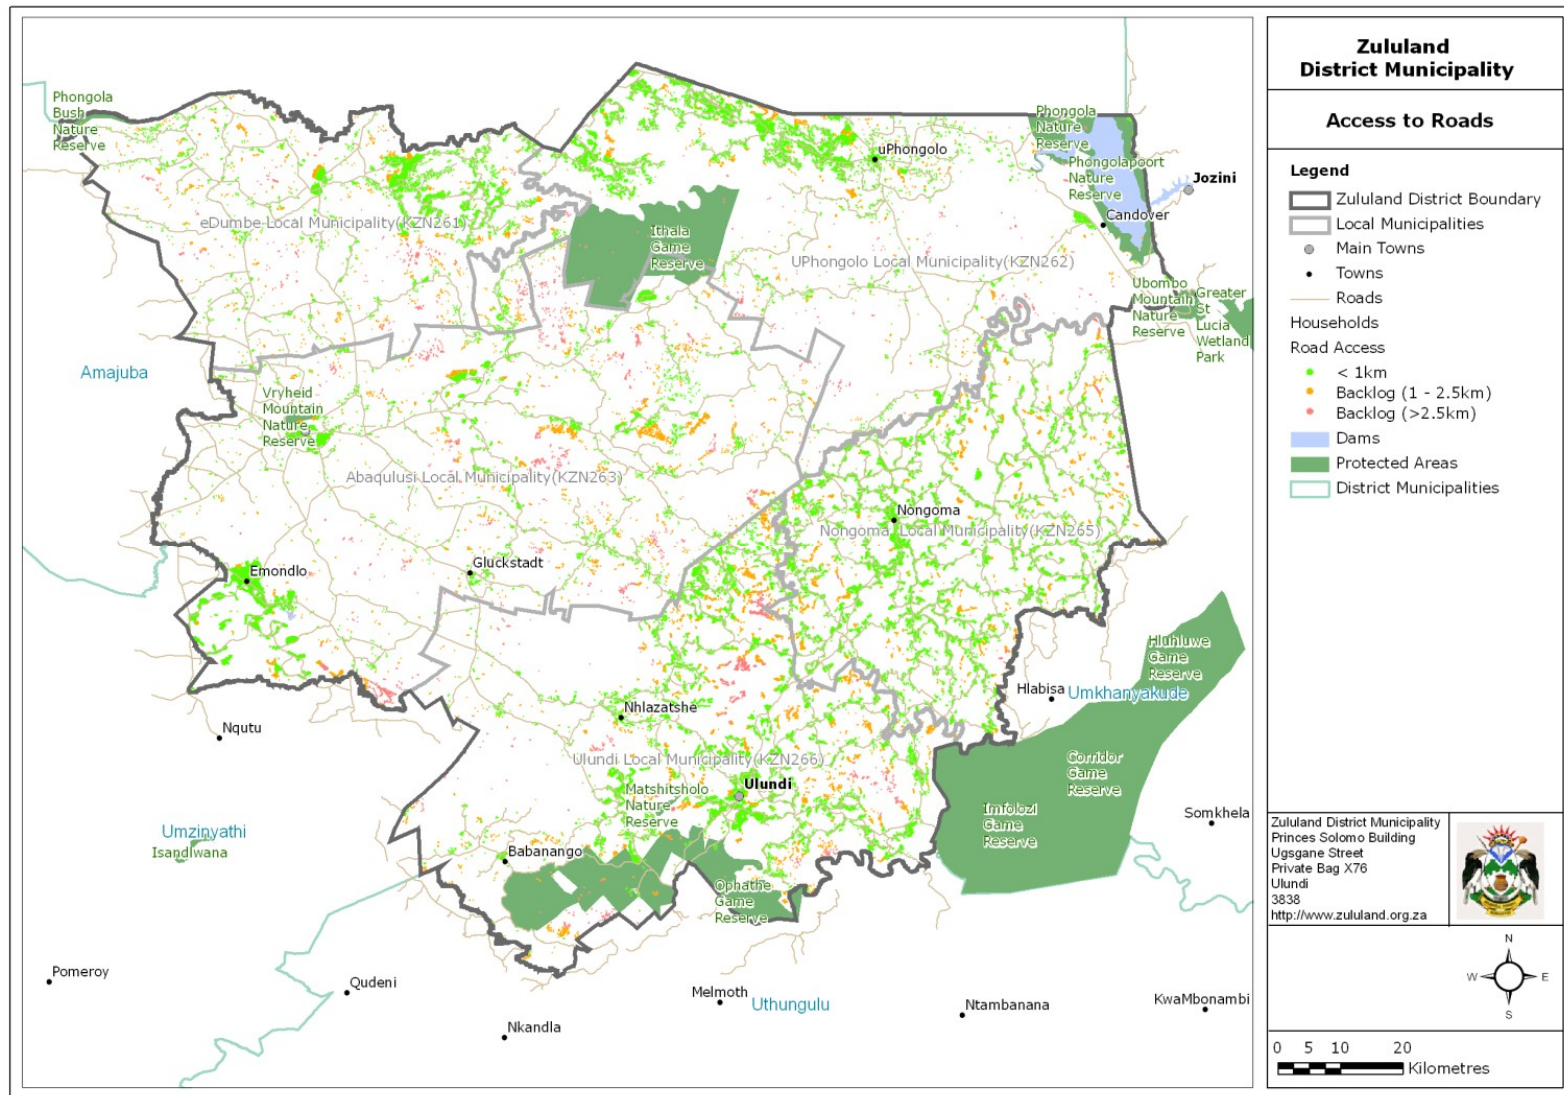 Zululand
District Municipality
Access to Roads
Legend
Zululand District Boundary
Local Municipalities
Main Towns
Towns
Roads
Households
Road Access
< 1km
Backlog (1 - 2.5km)
Backlog (>2.5km)
Dams
Protected Areas
District Municipalities
Zululand District Municipality
Princes Solomo Building
Ugsgane Street
Private Bag X76
Ulundi
3838
http://www.zululand.org.za
N
W
E
S
0 5 10 20
Kilometres
Phongola
Bush
Nature
Reserve
Phongola
Nature
Reserve
uPhongolo
Phongolapoort
Nature
Reserve
Jozini
Candover
eDumbe Local Municipality(KZN261)
Ithala
Game
Reserve
UPhongolo Local Municipality(KZN262)
Ubombo
Mountain
Nature
Reserve
Greater
St
Lucia
Wetland
Park
Amajuba
Vryheid
Mountain
Nature
Reserve
Abaqulusi Local Municipality(KZN263)
Nongoma
Nongoma Local Municipality(KZN265)
Emondlo
Gluckstadt
Hluhluwe
Game
Reserve
Hlabisa
Umkhanyakude
Nhlazatshe
Nqutu
Ulundi Local Municipality(KZN266)
Corridor
Game
Reserve
Ulundi
Matshitsholo
Nature
Reserve
Imfolozi
Game
Reserve
Somkhela
Umzinyathi
Isandlwana
Babanango
Ophathe
Game
Reserve
Pomeroy
Qudeni
Melmoth
Uthungulu
Ntambanana
KwaMbonambi
Nkandla